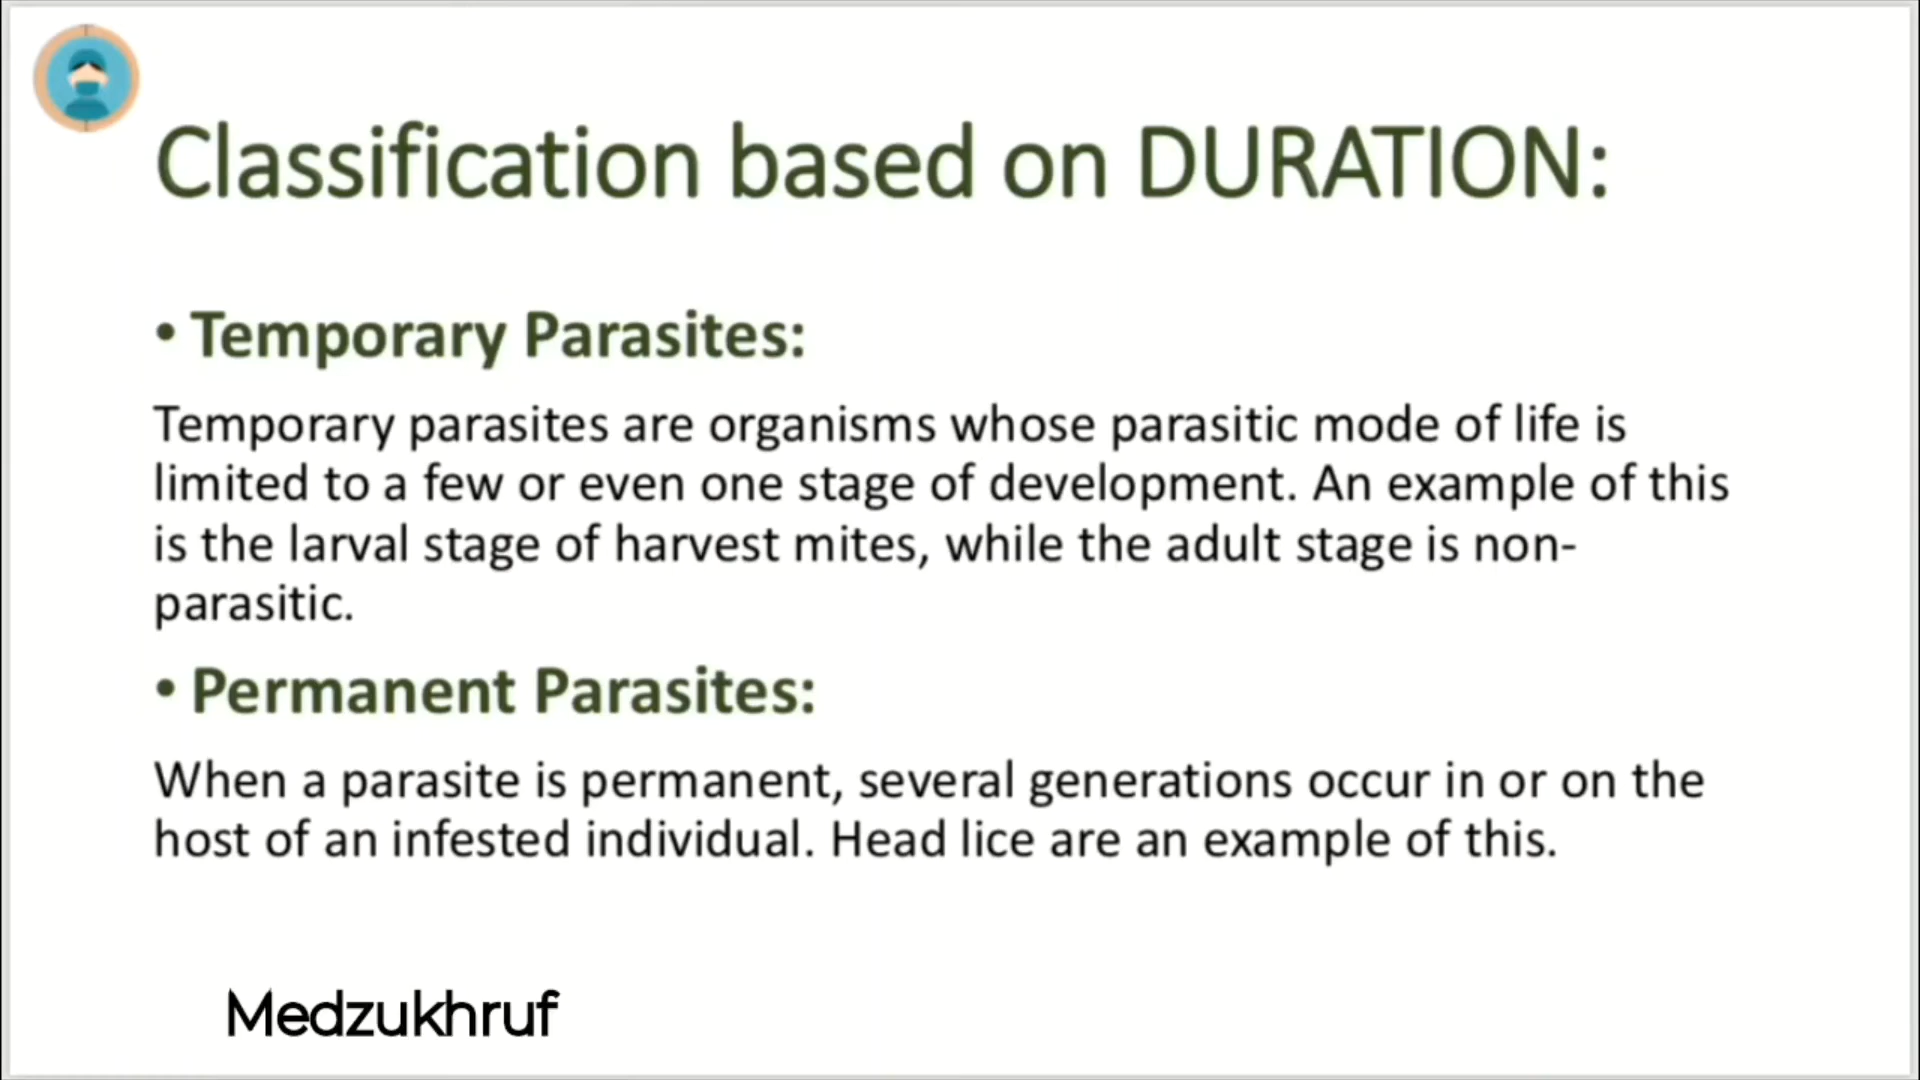 Classification based on DURATION:
• Temporary Parasites:
Temporary parasites are organisms whose parasitic mode of life is
limited to a few or even one stage of development. An example of this
is the larval stage of harvest mites, while the adult stage is non-
parasitic.
• Permanent Parasites:
When a parasite is permanent, several generations occur in or on the
host of an infested individual. Head lice are an example of this.
Medzukhruf